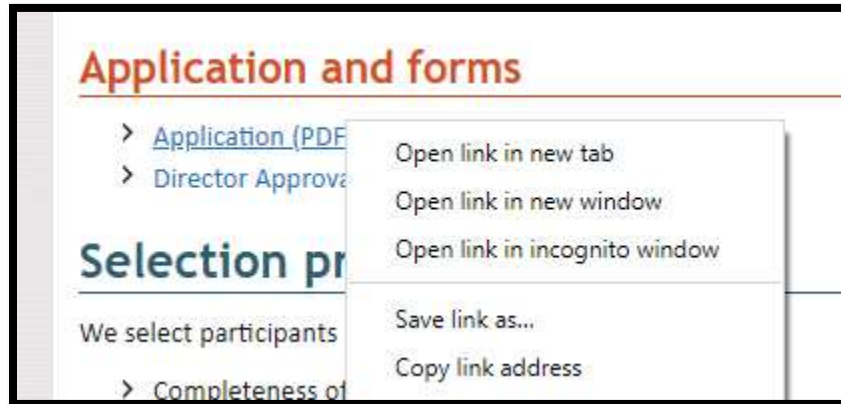 Application and forms
Application (PDF
Director Approva
Selection pr
We select participants
Completeness of
Open link in new tab
Open link in new window
Open link in incognito window
Save link as...
Copy link address